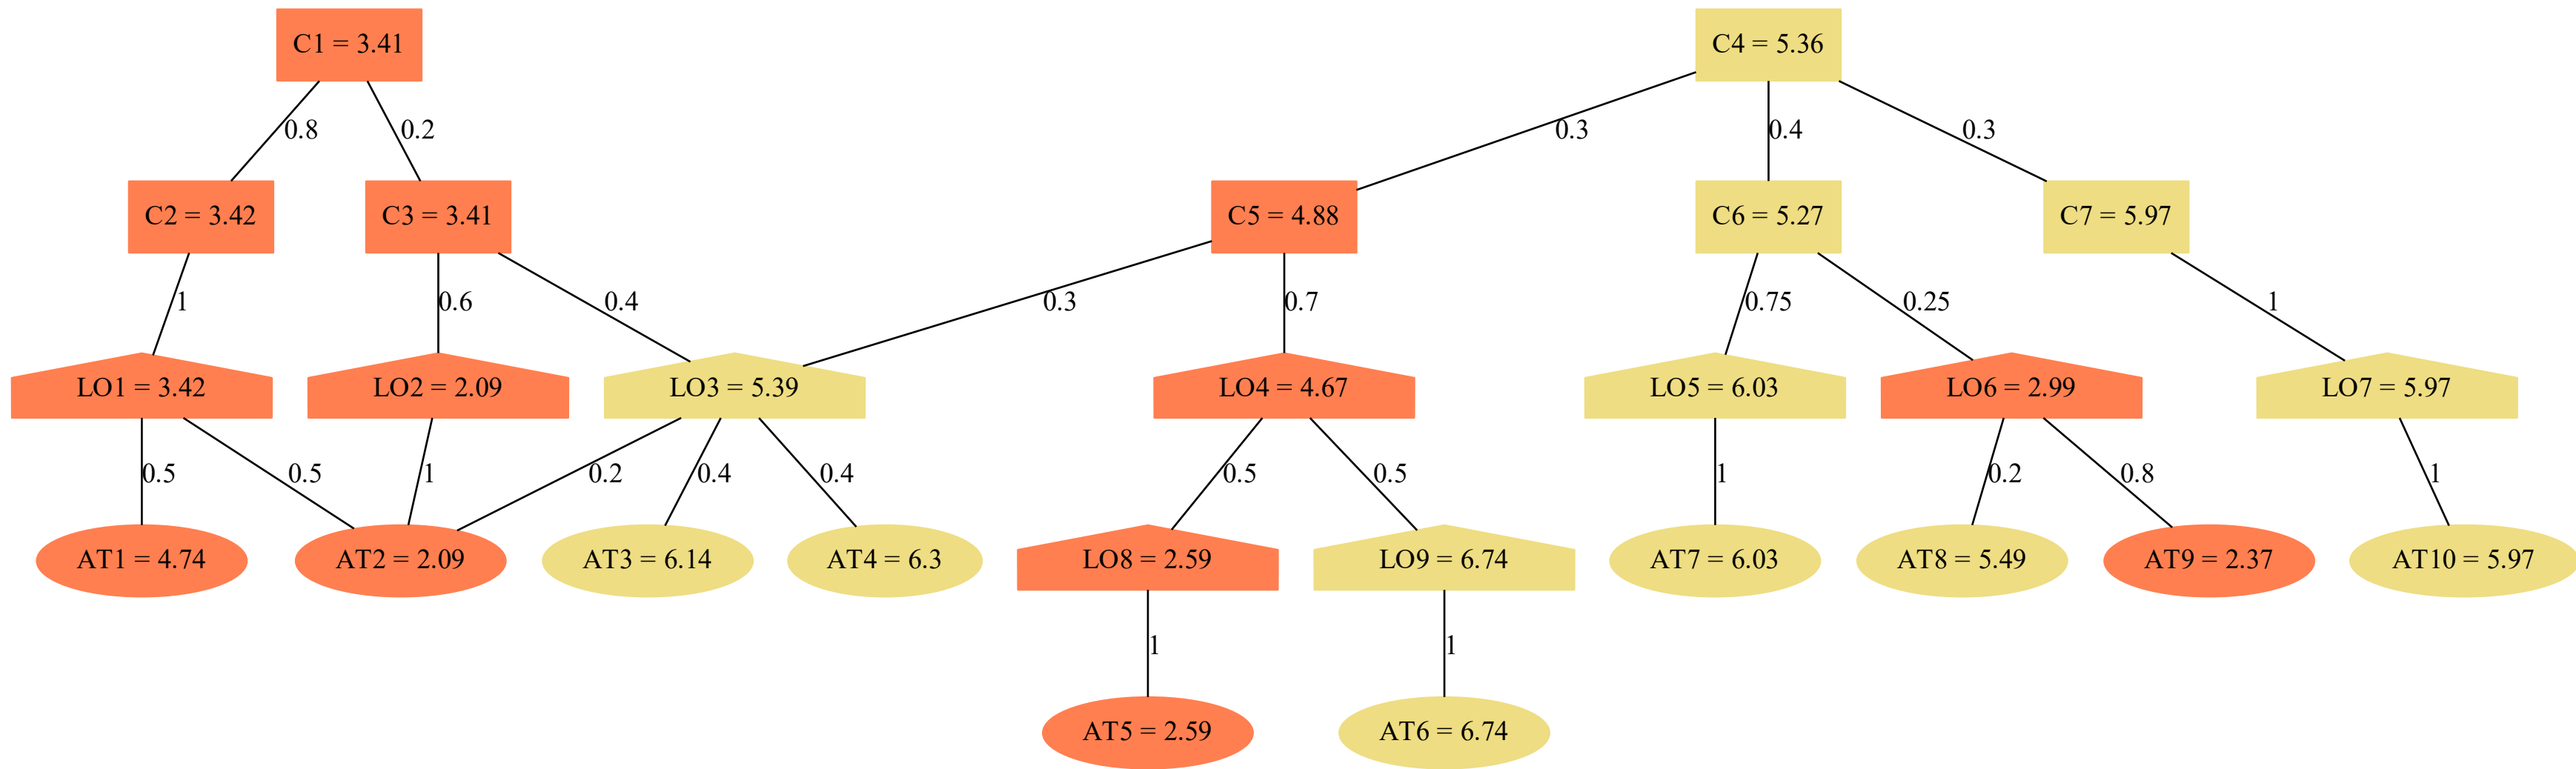 C1 = 3.41
C4 = 5.36
0.8
0.2
0.3
0.4
0.3
C2 = 3.42
C3 = 3.41
C5 = 4.88
C6 = 5.27
C7 = 5.97
1
0.6
0.4
0.3
0.7
0.75
0.25
1
LO1 = 3.42
LO2 = 2.09
LO3 = 5.39
LO4 = 4.67
LO5 = 6.03
LO6 = 2.99
LO7 = 5.97
0.5
0.5
1
0.2
0.4
0.4
0.5
0.5
1
0.2
0.8
1
AT1 = 4.74
AT2 = 2.09
AT3 = 6.14
AT4 = 6.3
LO8 = 2.59
LO9 = 6.74
AT7 = 6.03
AT8 = 5.49
AT9 = 2.37
AT10 = 5.97
1
1
AT5 = 2.59
AT6 = 6.74